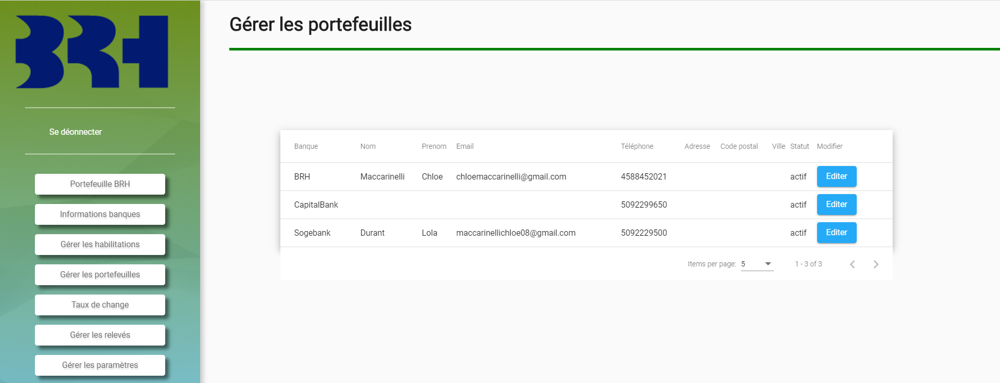 BRH
Se déonnecter
Portefeuille BRH
Informations banques
Gérer les habilitations
Gérer les portefeuilles
Taux de change
Gérer les relevés
Gérer les paramètres
Gérer les portefeuilles
Banque Nom Prenom Email Téléphone Adresse Code postal Ville Statut Modifier
BRH Maccarinelli Chloe chloemaccarinelli@gmail.com 4588452021 actif Editer
CapitalBank 5092299650 actif Editer
Sogebank Durant Lola maccarinellichloe08@gmail.com 5092229500 actif Editer
Items per page: 5 1 - 3 of 3